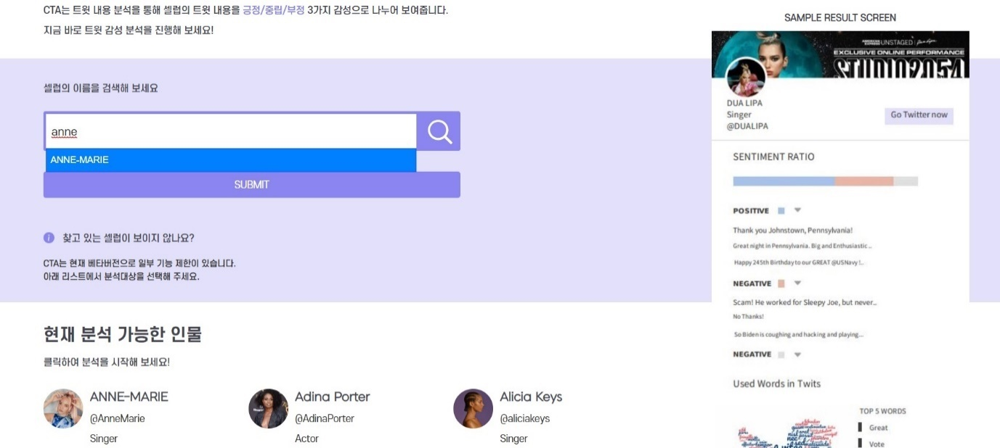 CTA는 트윗 내용 분석을 통해 셀럽의 트윗 내용을 긍정/중립/부정 3가지 감성으로 나누어 보여줍니다.
지금 바로 트윗 감성 분석을 진행해 보세요!
셀럽의 이름을 검색해 보세요
anne
ANNE-MARIE
SUBMIT
찾고 있는 셀럽이 보이지 않나요?
CTA는 현재 베타버전으로 일부 기능 제한이 있습니다.
아래 리스트에서 분석대상을 선택해 주세요.
현재 분석 가능한 인물
클릭하여 분석을 시작해 보세요!
ANNE-MARIE
@AnneMarie
Singer
Adina Porter
@AdinaPorter
Actor
Alicia Keys
@aliciakeys
Singer
SAMPLE RESULT SCREEN
AMERICAN EXPRESS UNSTAGED
EXCLUSIVE ONLINE PERFORMANCE
STUDIO2054
DUA LIPA
Singer
@DUALIPA
Go Twitter now
SENTIMENT RATIO
POSITIVE
Thank you Johnstown, Pennsylvania!
Great night in Pennsylvania. Big and Enthusiastic ..
Happy 245th Birthday to our GREAT @USNavy !..
NEGATIVE
Scam! He worked for Sleepy Joe, but never..
No Thanks!
So Biden is coughing and hacking and playing...
NEGATIVE
Used Words in Twits
TOP 5 WORDS
Great
Vote